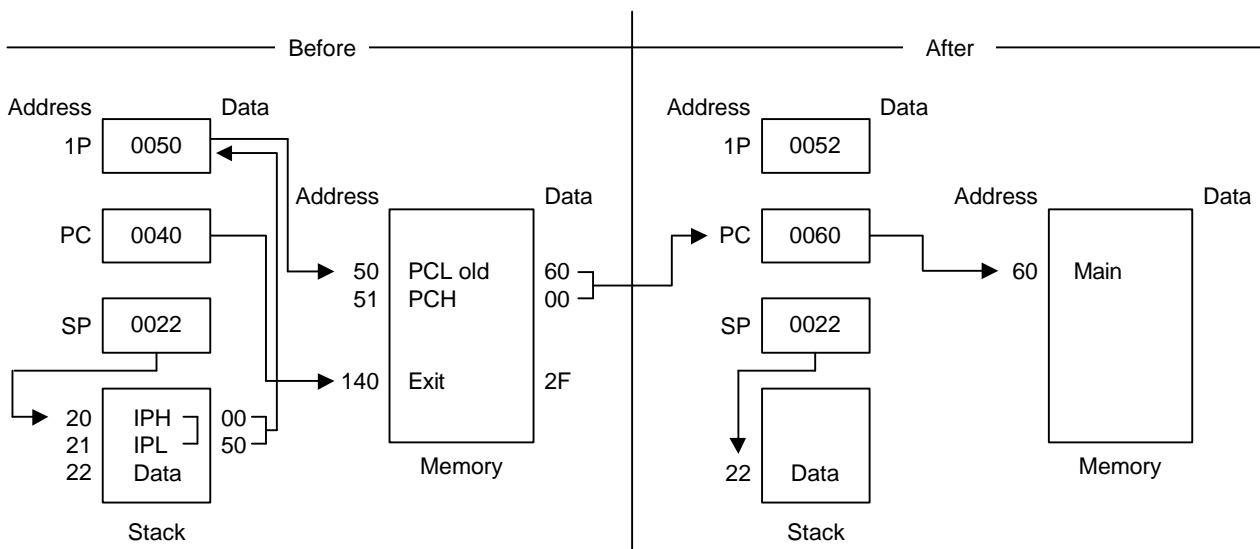 Before
After
Address
Data
1P
0050
Address
Data
PC
0040
50
PCL old
60
51
PCH
00
SP
0022
140
Exit
2F
20
IPH
00
21
IPL
50
22
Data
Memory
Stack
Address
Data
1P
0052
Address
Data
PC
0060
60
Main
SP
0022
22
Data
Memory
Stack